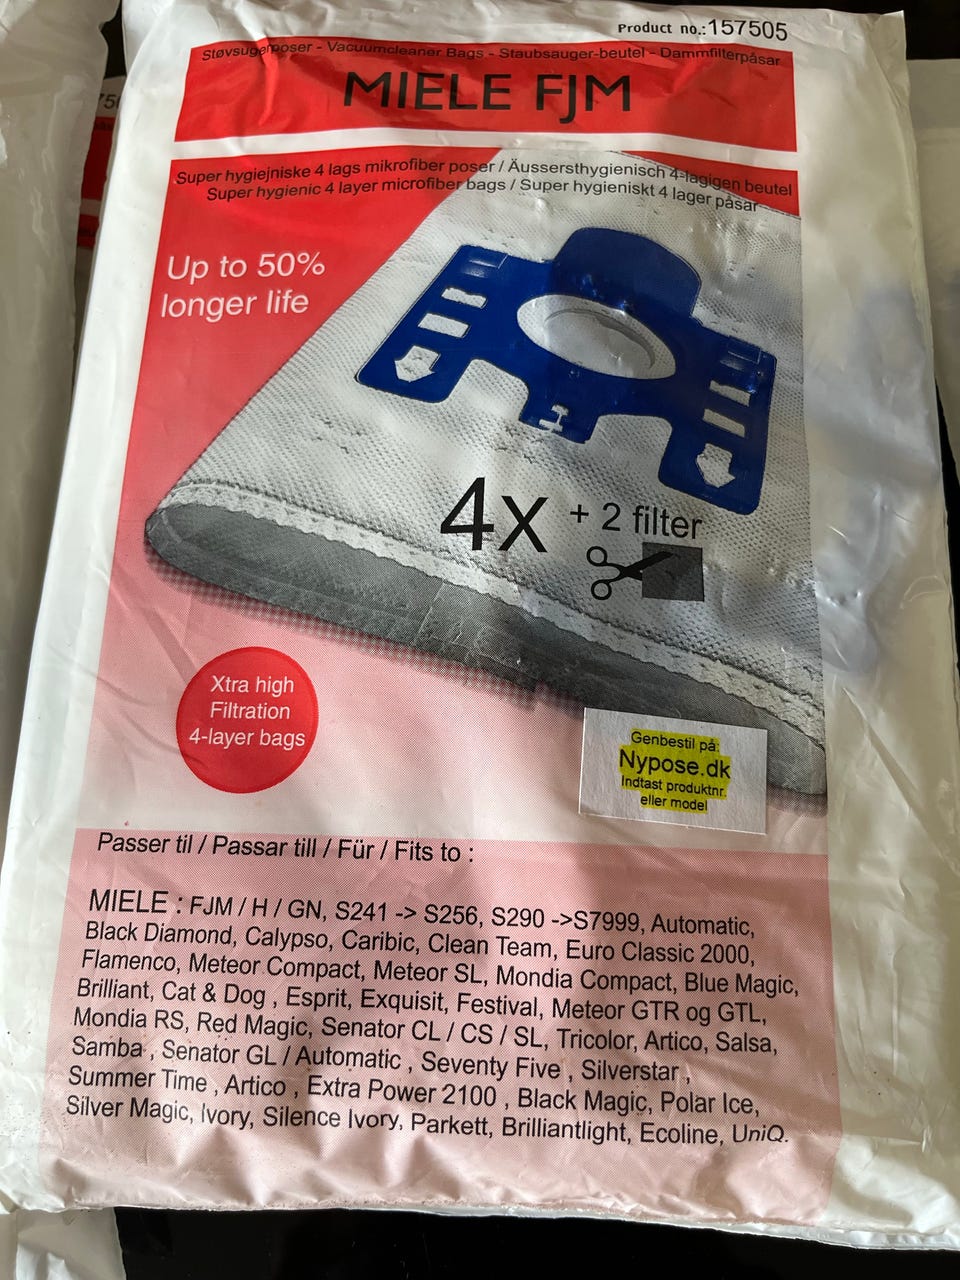 Product no.:157505
Støvsugerposer - Vacuumcleaner Bags - Staubsauger-beutel - Dammfilterpåsar
MIELE FJM
Super hygiejniske 4 lags mikrofiber poser / Äussersthygienisch 4-lagigen beutel
Super hygienic 4 layer microfiber bags / Super hygieniskt 4 lager påsar
Up to 50%
longer life
4x + 2 filter
Xtra high
Filtration
4-layer bags
Genbestil på:
Nypose.dk
Indtast produktnr.
eller model
Passer til / Passar till / Für / Fits to :
MIELE : FJM / H / GN, S241 -> S256, S290 ->S7999, Automatic,
Black Diamond, Calypso, Caribic, Clean Team, Euro Classic 2000,
Flamenco, Meteor Compact, Meteor SL, Mondia Compact, Blue Magic,
Brilliant, Cat & Dog , Esprit, Exquisit, Festival, Meteor GTR og GTL,
Mondia RS, Red Magic, Senator CL / CS / SL, Tricolor, Artico, Salsa,
Samba , Senator GL / Automatic , Seventy Five , Silverstar ,
Summer Time , Artico , Extra Power 2100 , Black Magic, Polar Ice,
Silver Magic, Ivory, Silence Ivory, Parkett, Brilliantlight, Ecoline, UniQ.